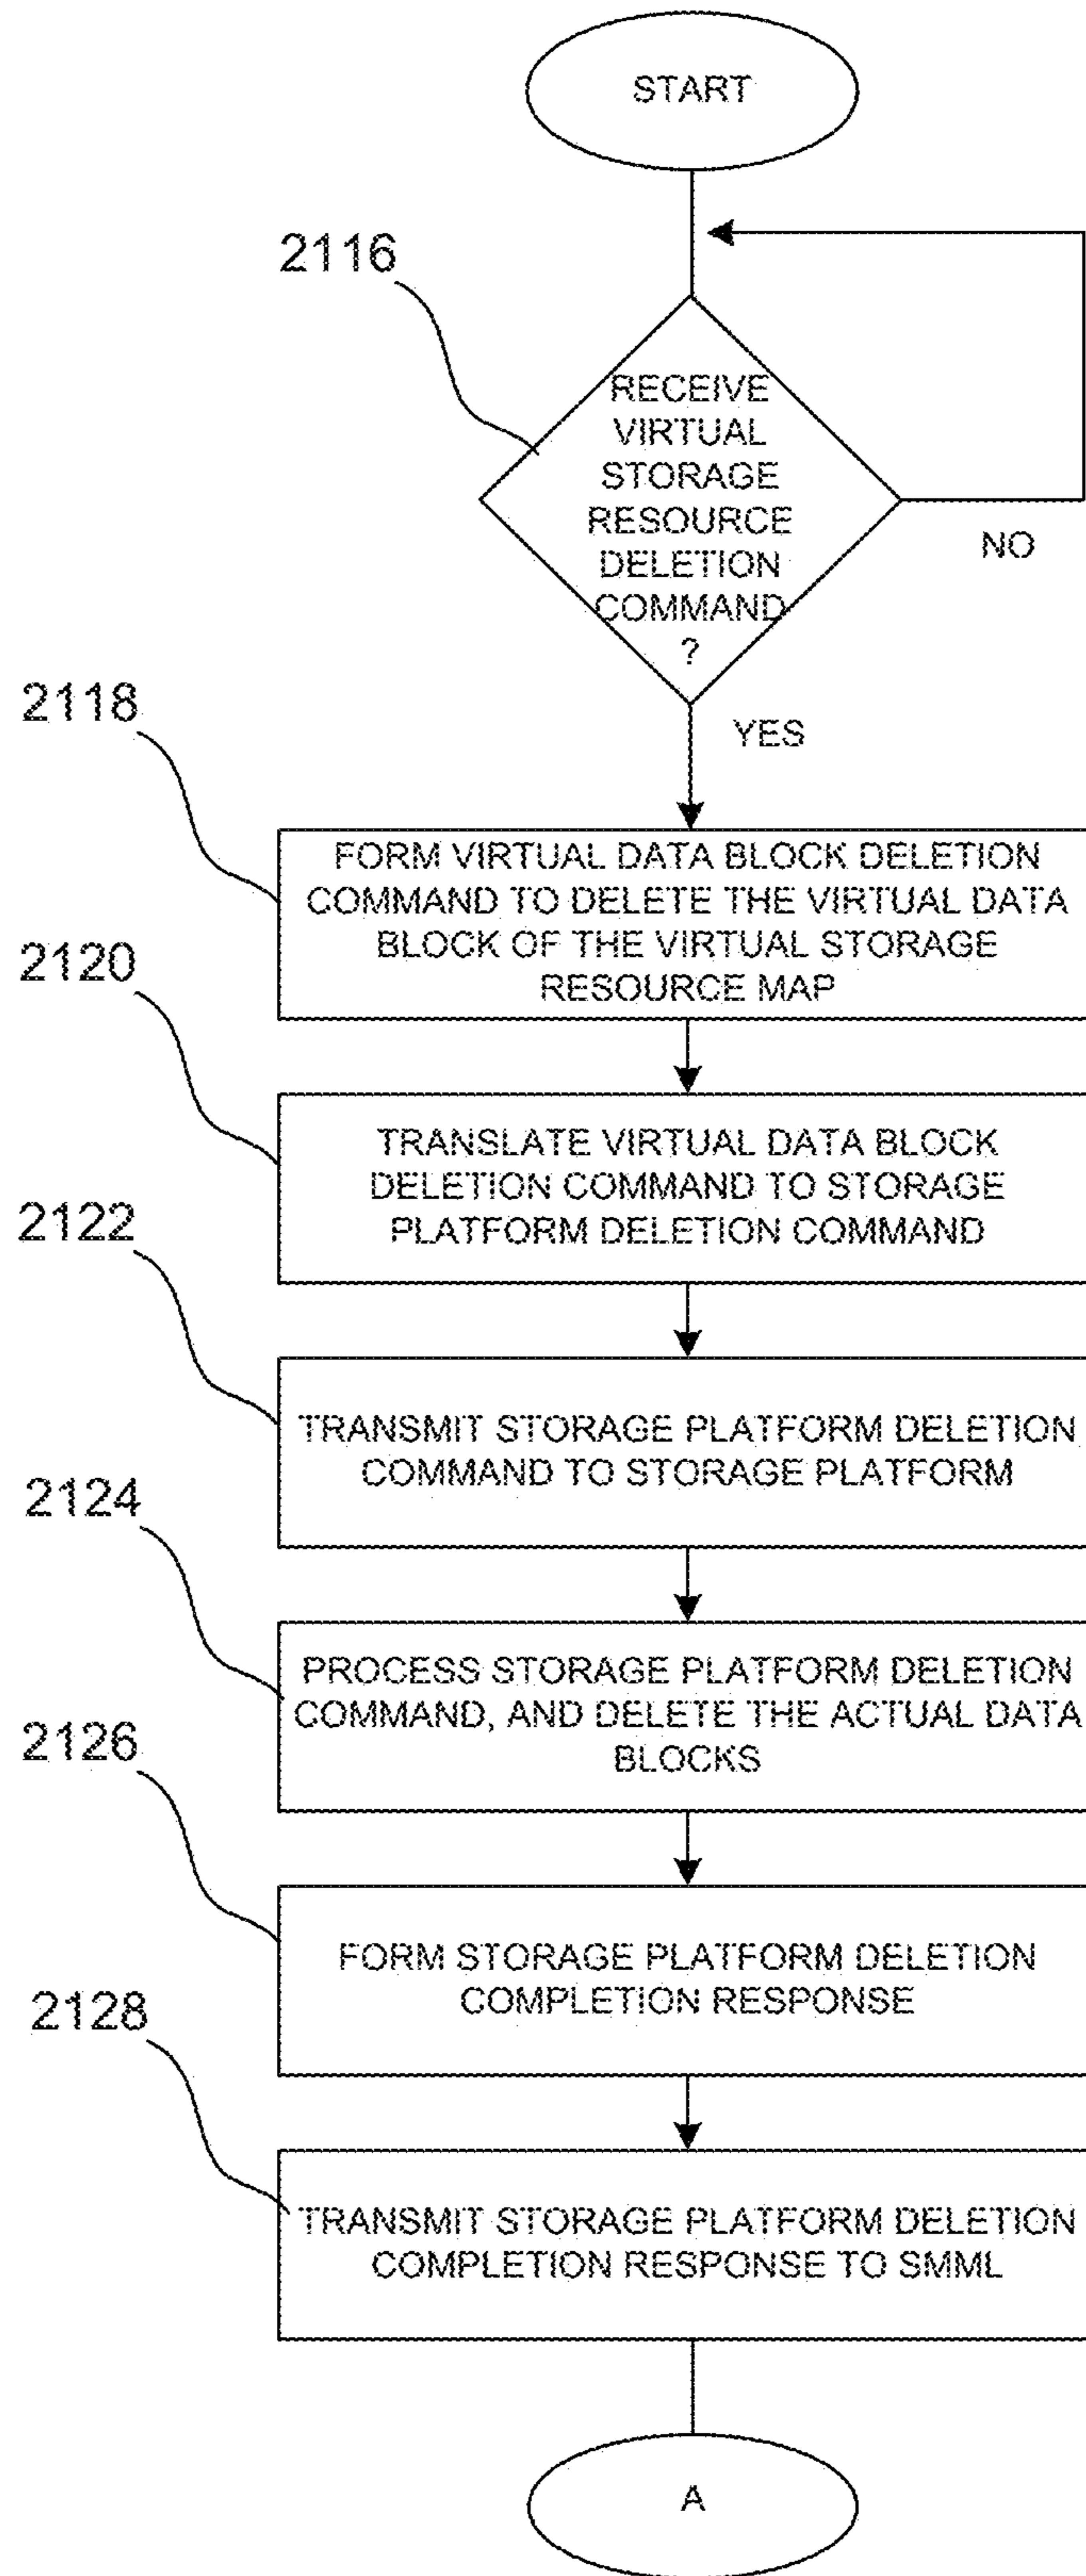 START
2116
RECEIVE
VIRTUAL
STORAGE
RESOURCE
DELETION
COMMAND
?
NO
YES
2118
FORM VIRTUAL DATA BLOCK DELETION
COMMAND TO DELETE THE VIRTUAL DATA
BLOCK OF THE VIRTUAL STORAGE
RESOURCE MAP
2120
TRANSLATE VIRTUAL DATA BLOCK
DELETION COMMAND TO STORAGE
PLATFORM DELETION COMMAND
2122
TRANSMIT STORAGE PLATFORM DELETION
COMMAND TO STORAGE PLATFORM
2124
PROCESS STORAGE PLATFORM DELETION
COMMAND, AND DELETE THE ACTUAL DATA
BLOCKS
2126
FORM STORAGE PLATFORM DELETION
COMPLETION RESPONSE
2128
TRANSMIT STORAGE PLATFORM DELETION
COMPLETION RESPONSE TO SMML
A